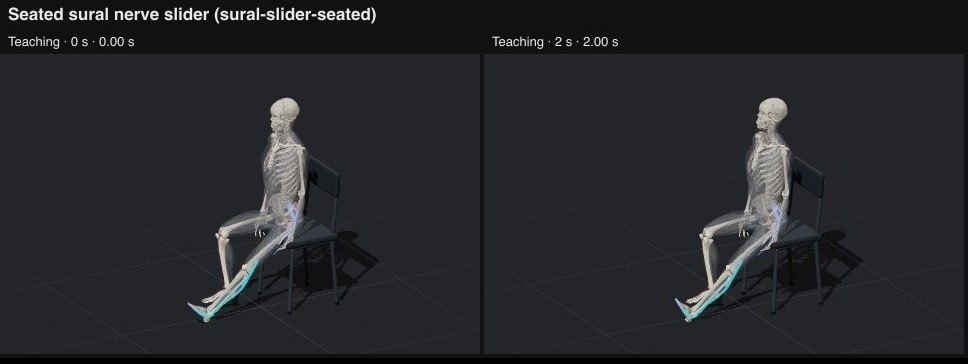 Seated sural nerve slider (sural-slider-seated)
Teaching · 0 s · 0.00 s
Teaching · 2 s · 2.00 s